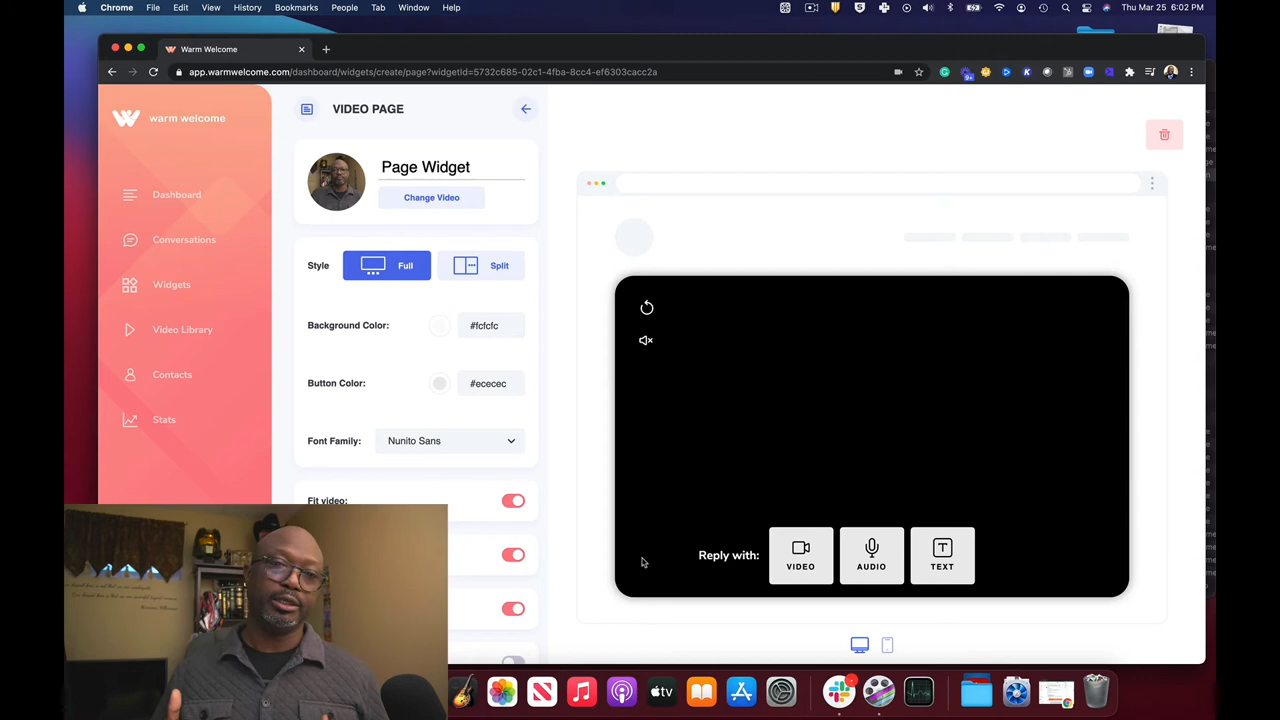 Chrome File Edit View History Bookmarks People Tab Window Help
Thu Mar 25 6:02 PM
Warm Welcome
app.warmwelcome.com/dashboard/widgets/create/page?widgetId=5732c685-02c1-4fba-8cc4-ef6303cacc2a
warm welcome
Dashboard
Conversations
Widgets
Video Library
Contacts
Stats
VIDEO PAGE
Page Widget
Change Video
Style Full Split
Background Color: #fcfcfc
Button Color: #ececec
Font Family: Nunito Sans
Fit video:
Reply with:
VIDEO
AUDIO
TEXT
tv